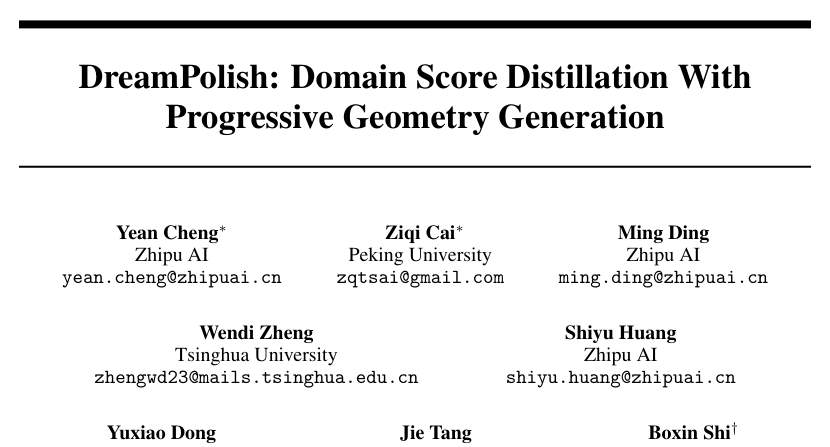 DreamPolish: Domain Score Distillation With
Progressive Geometry Generation
Yean Cheng* Ziqi Cai* Ming Ding
Zhipu AI Peking University Zhipu AI
yean.cheng@zhipuai.cn zqtsai@gmail.com ming.ding@zhipuai.cn
Wendi Zheng Shiyu Huang
Tsinghua University Zhipu AI
zhengwd23@mails.tsinghua.edu.cn shiyu.huang@zhipuai.cn
Yuxiao Dong Jie Tang Boxin Shi†